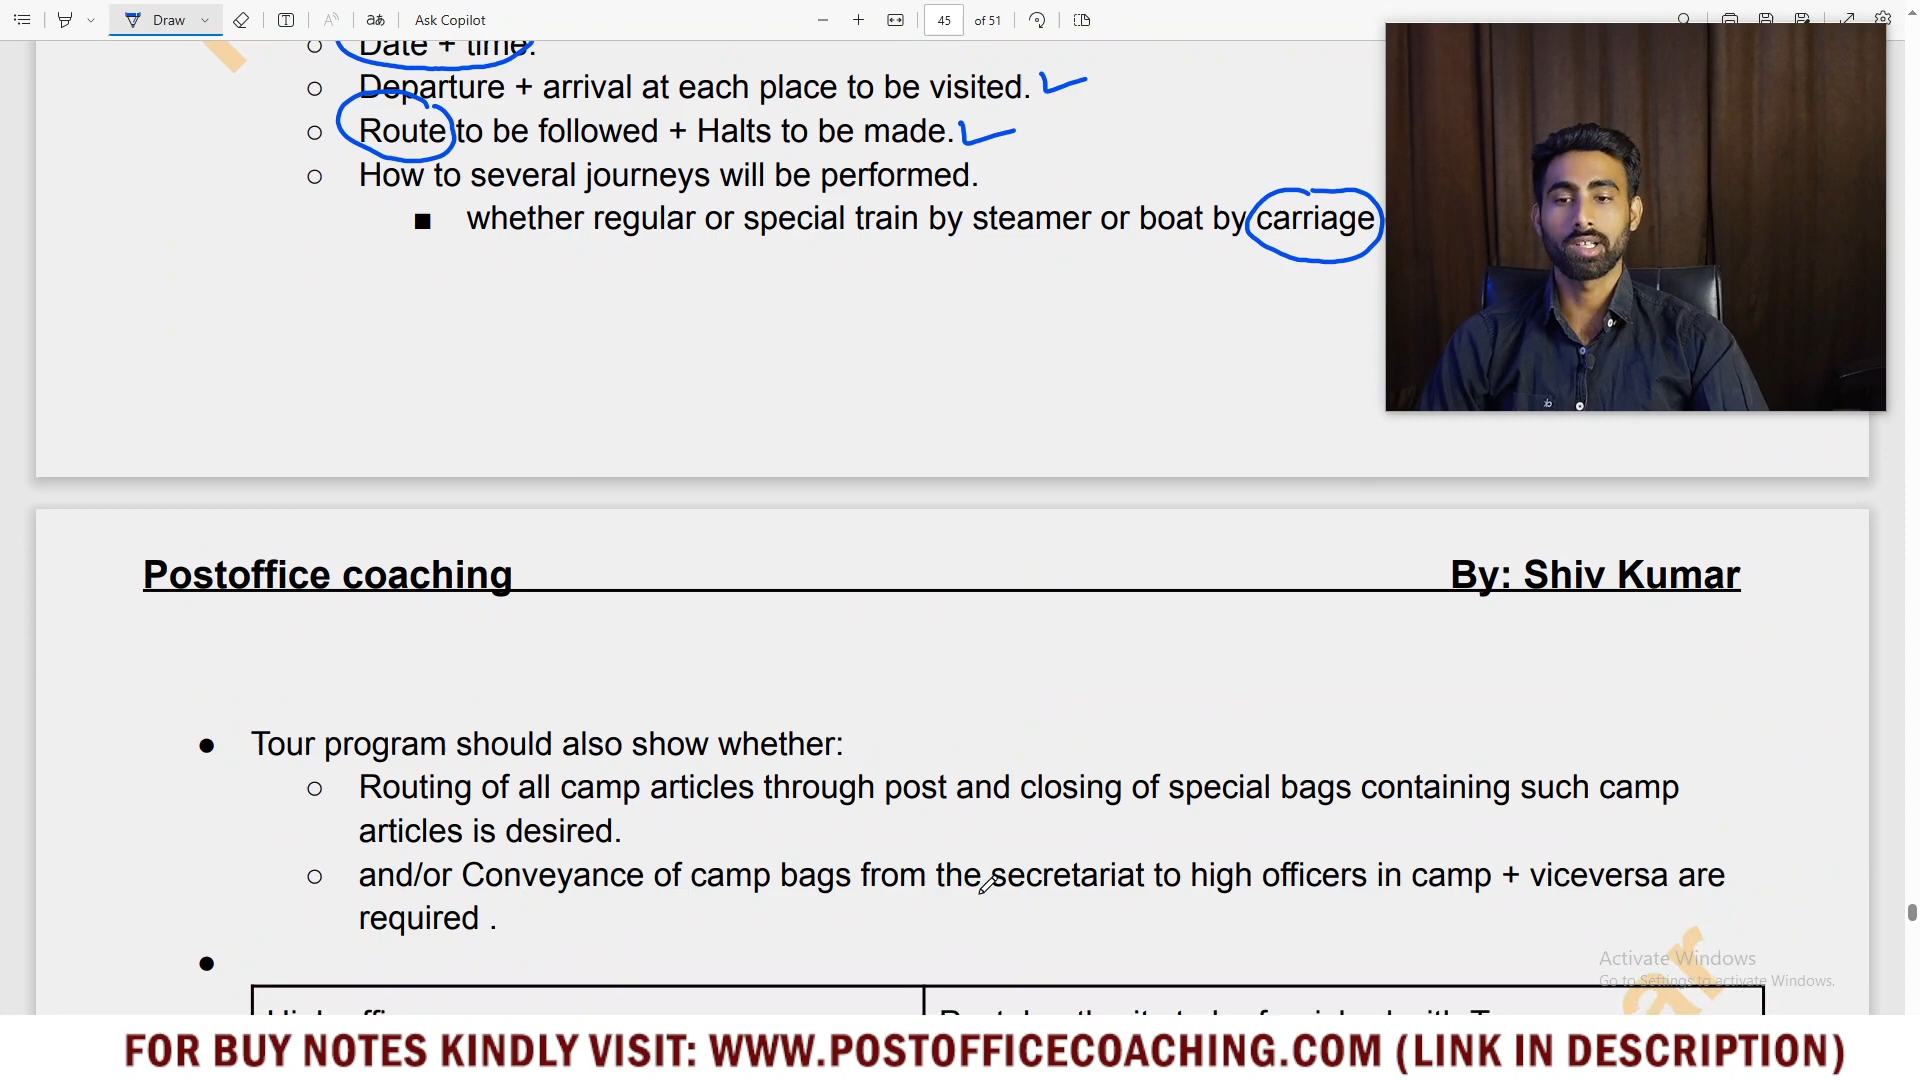 Draw
Ask Copilot
45 of 51
Date + time.
Departure + arrival at each place to be visited.
Route to be followed + Halts to be made.
How to several journeys will be performed.
whether regular or special train by steamer or boat by carriage
Postoffice coaching By: Shiv Kumar
Tour program should also show whether:
Routing of all camp articles through post and closing of special bags containing such camp
articles is desired.
and/or Conveyance of camp bags from the secretariat to high officers in camp + viceversa are
required .
Activate Windows
Go to Settings to activate Windows.
FOR BUY NOTES KINDLY VISIT: WWW.POSTOFFICECOACHING.COM (LINK IN DESCRIPTION)